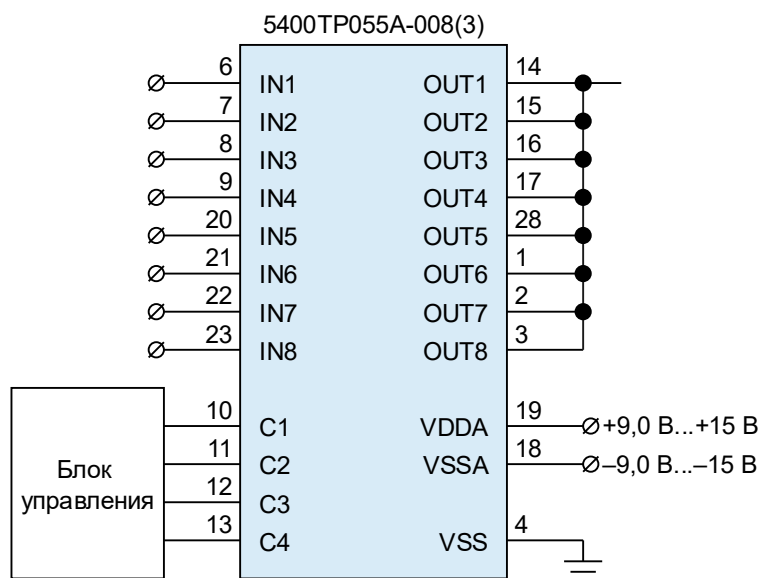 5400TP055A-008(3)
6 IN1 OUT1 14
7 IN2 OUT2 15
8 IN3 OUT3 16
9 IN4 OUT4 17
20 IN5 OUT5 28
21 IN6 OUT6 1
22 IN7 OUT7 2
23 IN8 OUT8 3
10 C1 VDDA 19 +9,0 В...+15 В
11 C2 VSSA 18 –9,0 В...–15 В
12 C3
13 C4 VSS 4
Блок
управления